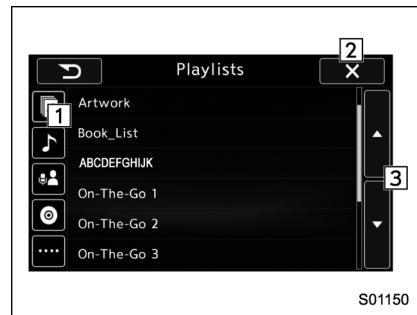 2
Playlists
1
Artwork
Book_List
ABCDEFGHIJK
On-The-Go 1
3
On-The-Go 2
On-The-Go 3
S01150